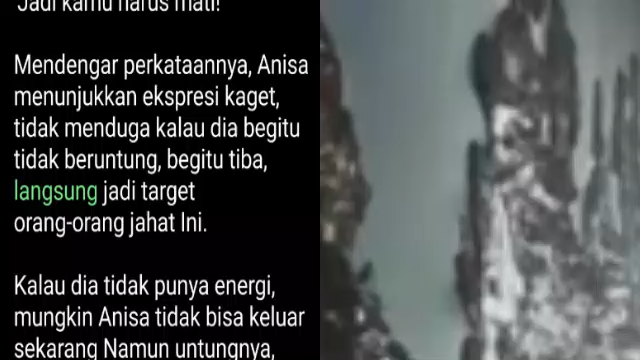 Jadi kamu harus mati!
Mendengar perkataannya, Anisa
menunjukkan ekspresi kaget,
tidak menduga kalau dia begitu
tidak beruntung, begitu tiba,
langsung jadi target
orang-orang jahat Ini.
Kalau dia tidak punya energi,
mungkin Anisa tidak bisa keluar
sekarang Namun untungnya,